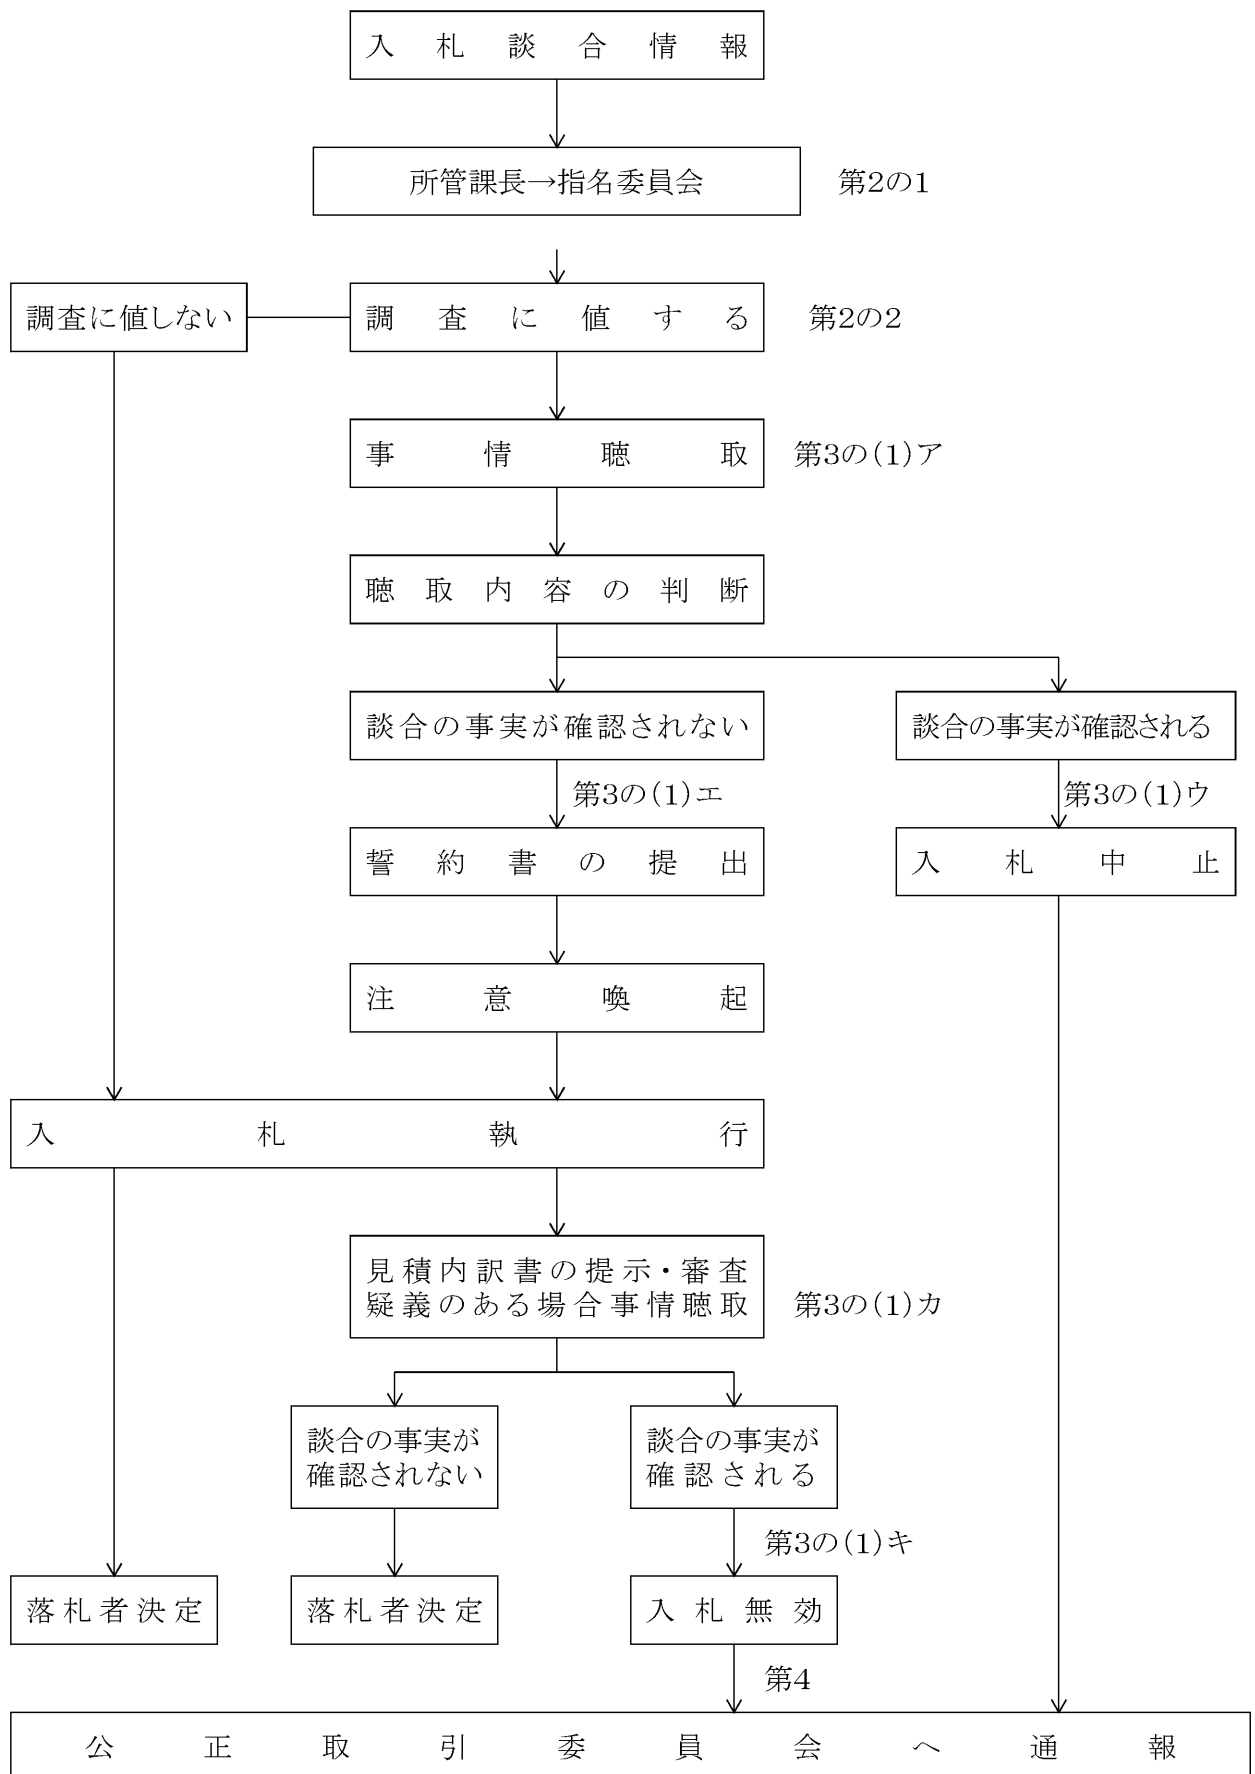 入札談合情報
所管課長→指名委員会
第2の1
調査に値しない
調査に値する
第2の2
事情聴取
第3の(1)ア
聴取内容の判断
談合の事実が確認されない
談合の事実が確認される
第3の(1)エ
第3の(1)ウ
誓約書の提出
入札中止
注意喚起
入札執行
見積内訳書の提示・審査
疑義のある場合事情聴取
第3の(1)カ
談合の事実が
確認されない
談合の事実が
確認される
第3の(1)キ
落札者決定
落札者決定
入札無効
第4
公正取引委員会へ通報